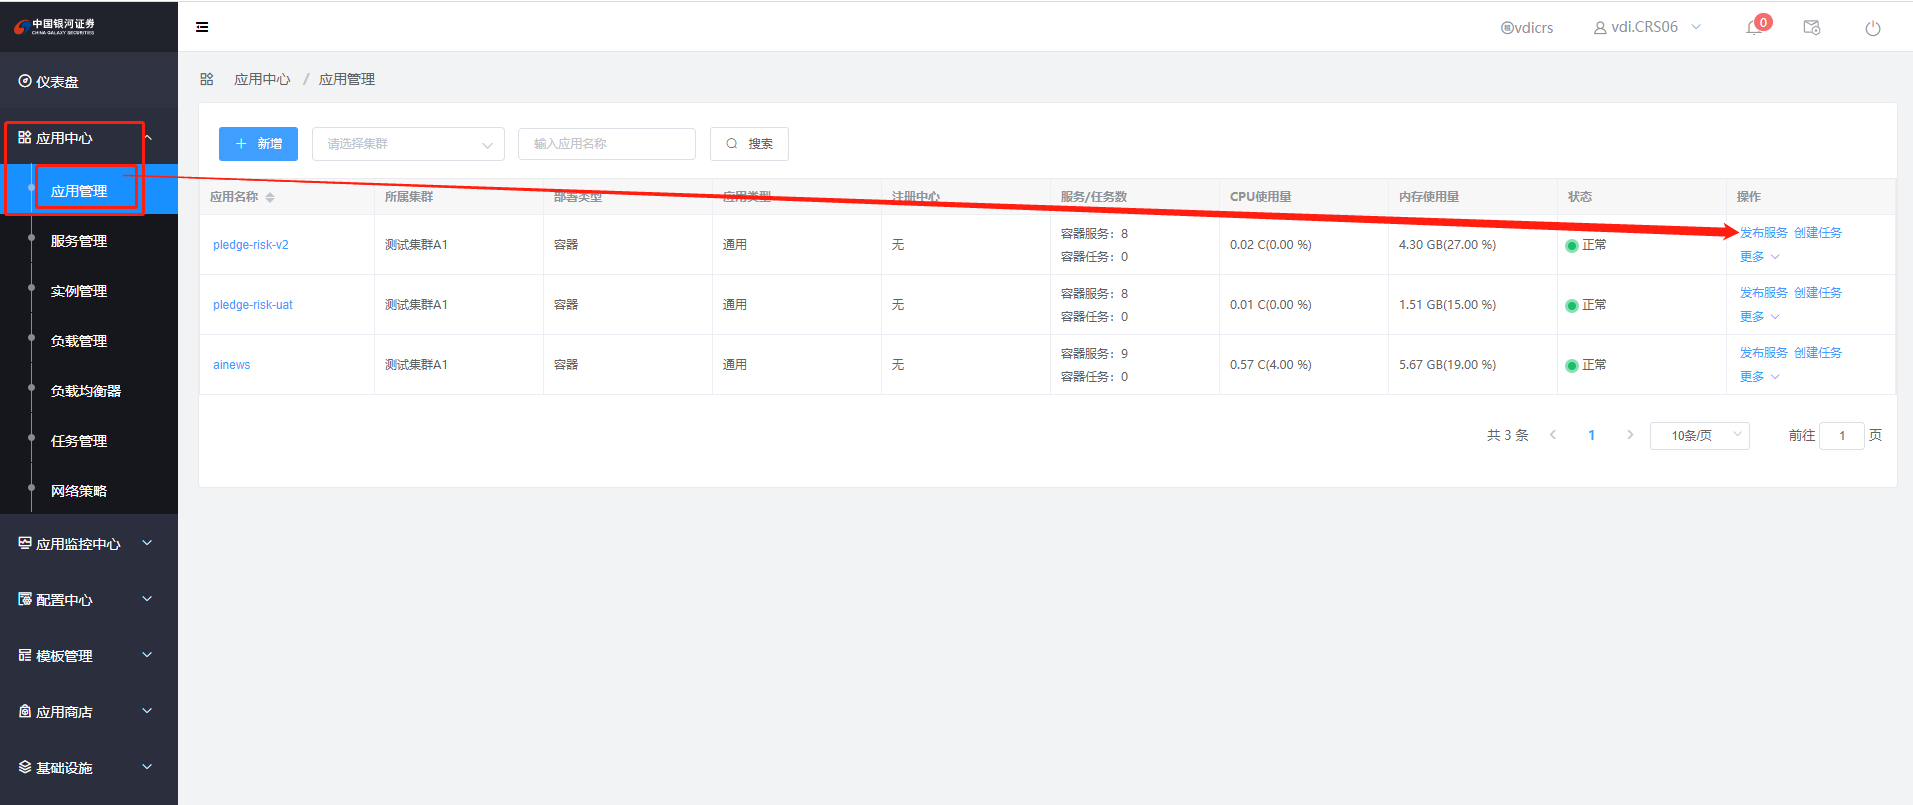 中国银河证券
CHINA GALAXY SECURITIES
仪表盘
应用中心
应用管理
服务管理
实例管理
负载管理
负载均衡器
任务管理
网络策略
应用监控中心
配置中心
模板管理
应用商店
基础设施
vdicrs
vdi.CRS06
0
应用中心 / 应用管理
新增 请选择集群 输入应用名称 搜索
应用名称 所属集群 部署类型 应用类型 注册中心 服务/任务数 CPU使用量 内存使用量 状态 操作
pledge-risk-v2 测试集群A1 容器 通用 无 容器服务: 8 0.02 C(0.00 %) 4.30 GB(27.00 %) 正常 发布服务 创建任务
容器任务: 0 更多
pledge-risk-uat 测试集群A1 容器 通用 无 容器服务: 8 0.01 C(0.00 %) 1.51 GB(15.00 %) 正常 发布服务 创建任务
容器任务: 0 更多
ainews 测试集群A1 容器 通用 无 容器服务: 9 0.57 C(4.00 %) 5.67 GB(19.00 %) 正常 发布服务 创建任务
容器任务: 0 更多
共 3 条 1 10条/页 前往 1 页